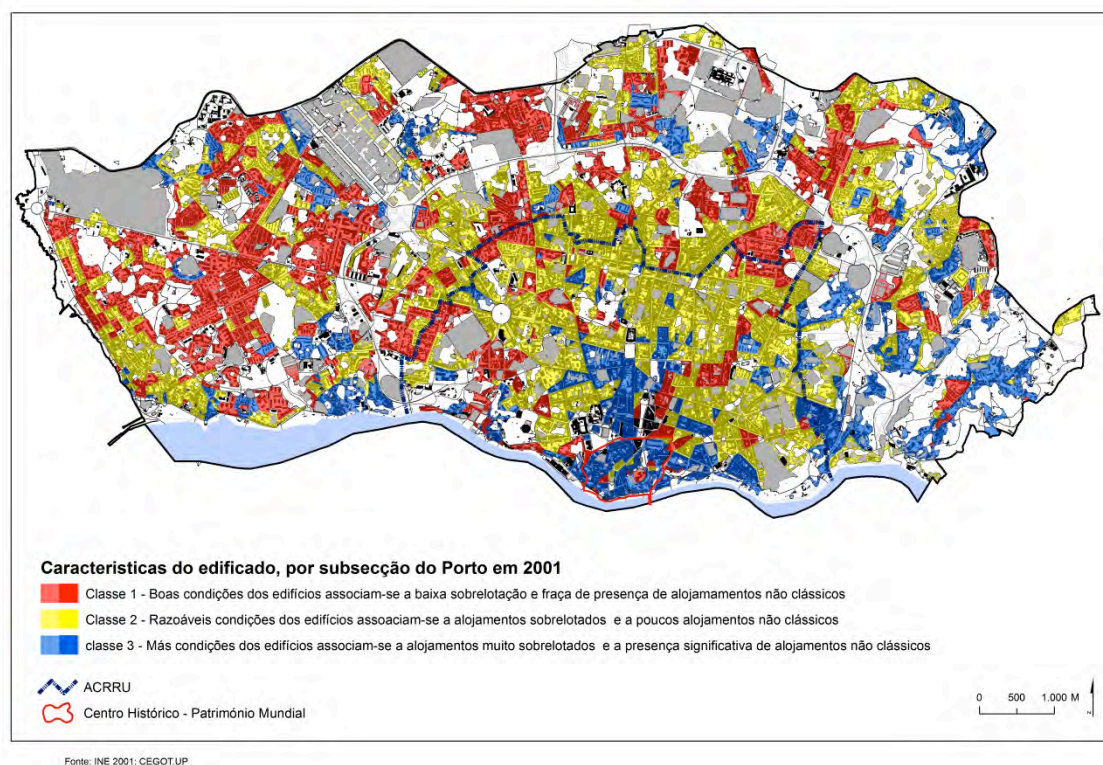 Caracteristicas do edificado, por subsecção do Porto em 2001
Classe 1 - Boas condições dos edifícios associam-se a baixa sobrelotação e fraça de presença de alojamamentos não clássicos
Classe 2 - Razoáveis condições dos edifícios assoaciam-se a alojamentos sobrelotados e a poucos alojamentos não clássicos
classe 3 - Más condições dos edifícios associam-se a alojamentos muito sobrelotados e a presença significativa de alojamentos não clássicos
ACRRU
Centro Histórico - Património Mundial
0 500 1.000 M
Fonte: INE 2001; CEGOT.UP